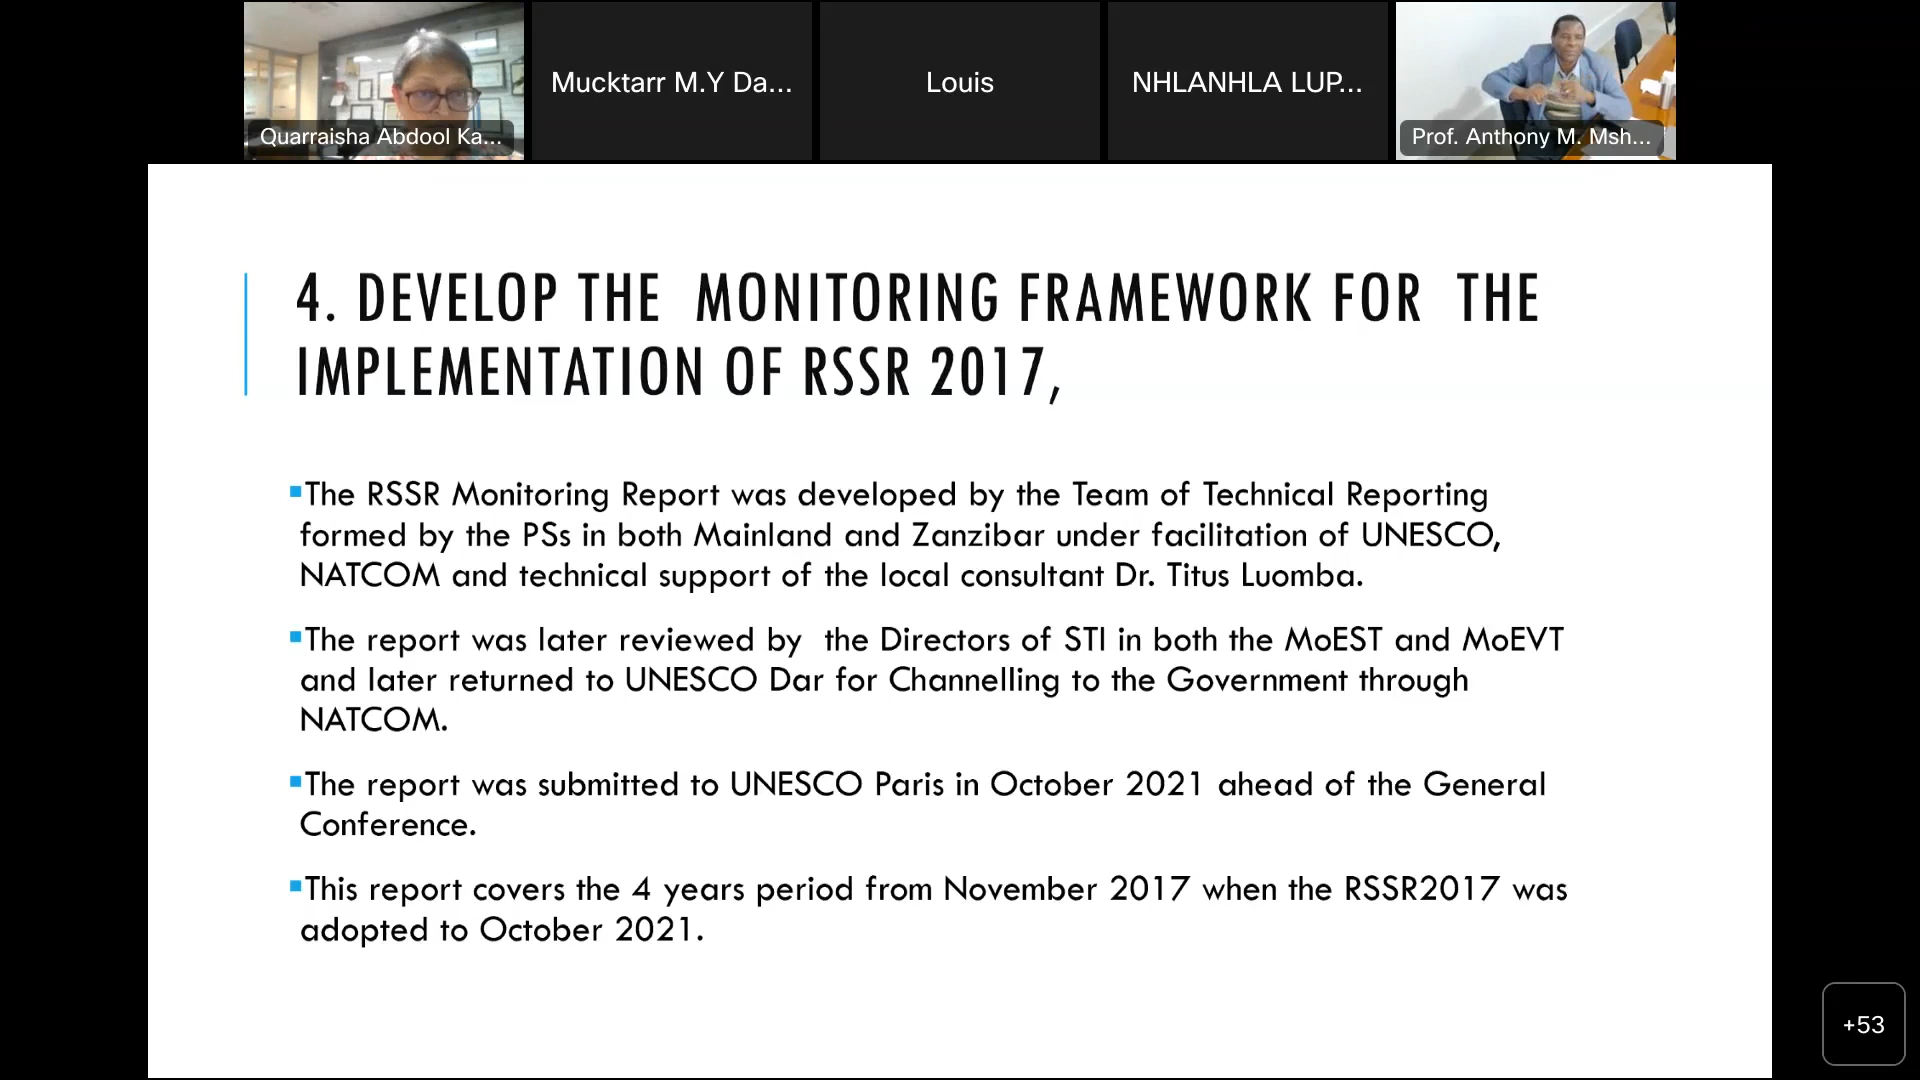 Quarraisha Abdool Ka...
Mucktarr M.Y Da...
Louis
NHLANHLA LUP...
Prof. Anthony M. Msh...
4. DEVELOP THE MONITORING FRAMEWORK FOR THE
IMPLEMENTATION OF RSSR 2017,
▪The RSSR Monitoring Report was developed by the Team of Technical Reporting
formed by the PSs in both Mainland and Zanzibar under facilitation of UNESCO,
NATCOM and technical support of the local consultant Dr. Titus Luomba.
▪The report was later reviewed by the Directors of STI in both the MoEST and MoEVT
and later returned to UNESCO Dar for Channelling to the Government through
NATCOM.
▪The report was submitted to UNESCO Paris in October 2021 ahead of the General
Conference.
▪This report covers the 4 years period from November 2017 when the RSSR2017 was
adopted to October 2021.
+53